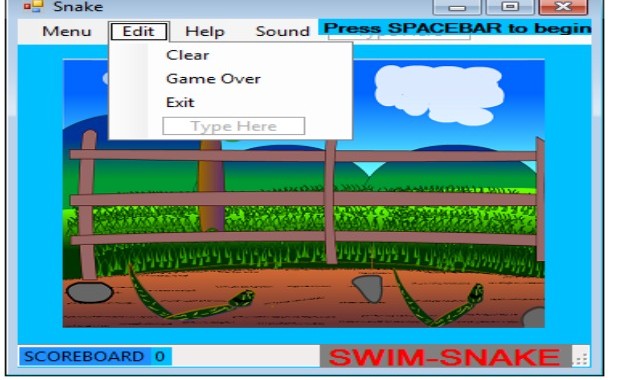 Snake
Menu Edit Help Sound Press SPACEBAR to begin
Clear
Game Over
Exit
Type Here
SCOREBOARD 0 SWIM-SNAKE